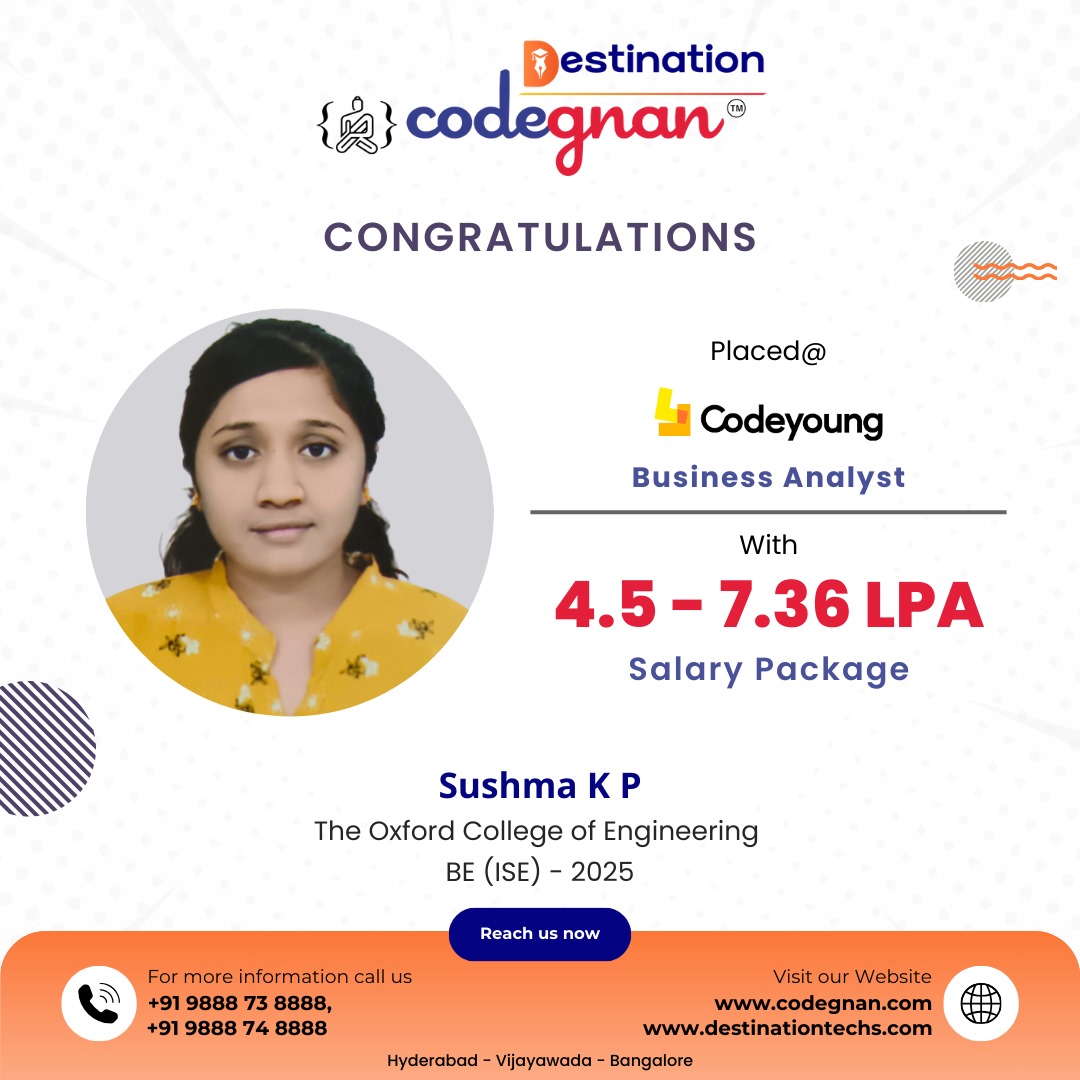 Destination
codegnan TM
CONGRATULATIONS
Placed@
Codeyoung
Business Analyst
With
4.5 - 7.36 LPA
Salary Package
Sushma K P
The Oxford College of Engineering
BE (ISE) - 2025
Reach us now
For more information call us
+91 9888 73 8888,
+91 9888 74 8888
Visit our Website
www.codegnan.com
www.destinationtechs.com
Hyderabad - Vijayawada - Bangalore